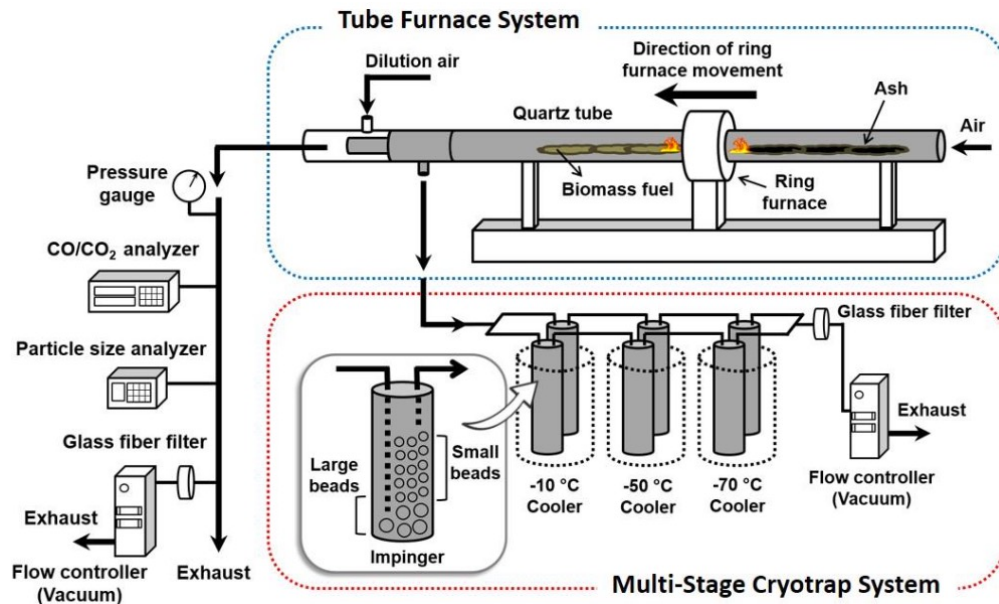 Tube Furnace System
Dilution air
Direction of ring
furnace movement
Ash
Quartz tube
Air
Biomass fuel
Ring
furnace
Pressure
gauge
CO/CO₂ analyzer
Particle size analyzer
Glass fiber filter
Exhaust
Flow controller
(Vacuum)
Exhaust
Glass fiber filter
Large
beads
Small
beads
Impinger
-10 °C
Cooler
-50 °C
Cooler
-70 °C
Cooler
Exhaust
Flow controller
(Vacuum)
Multi-Stage Cryotrap System